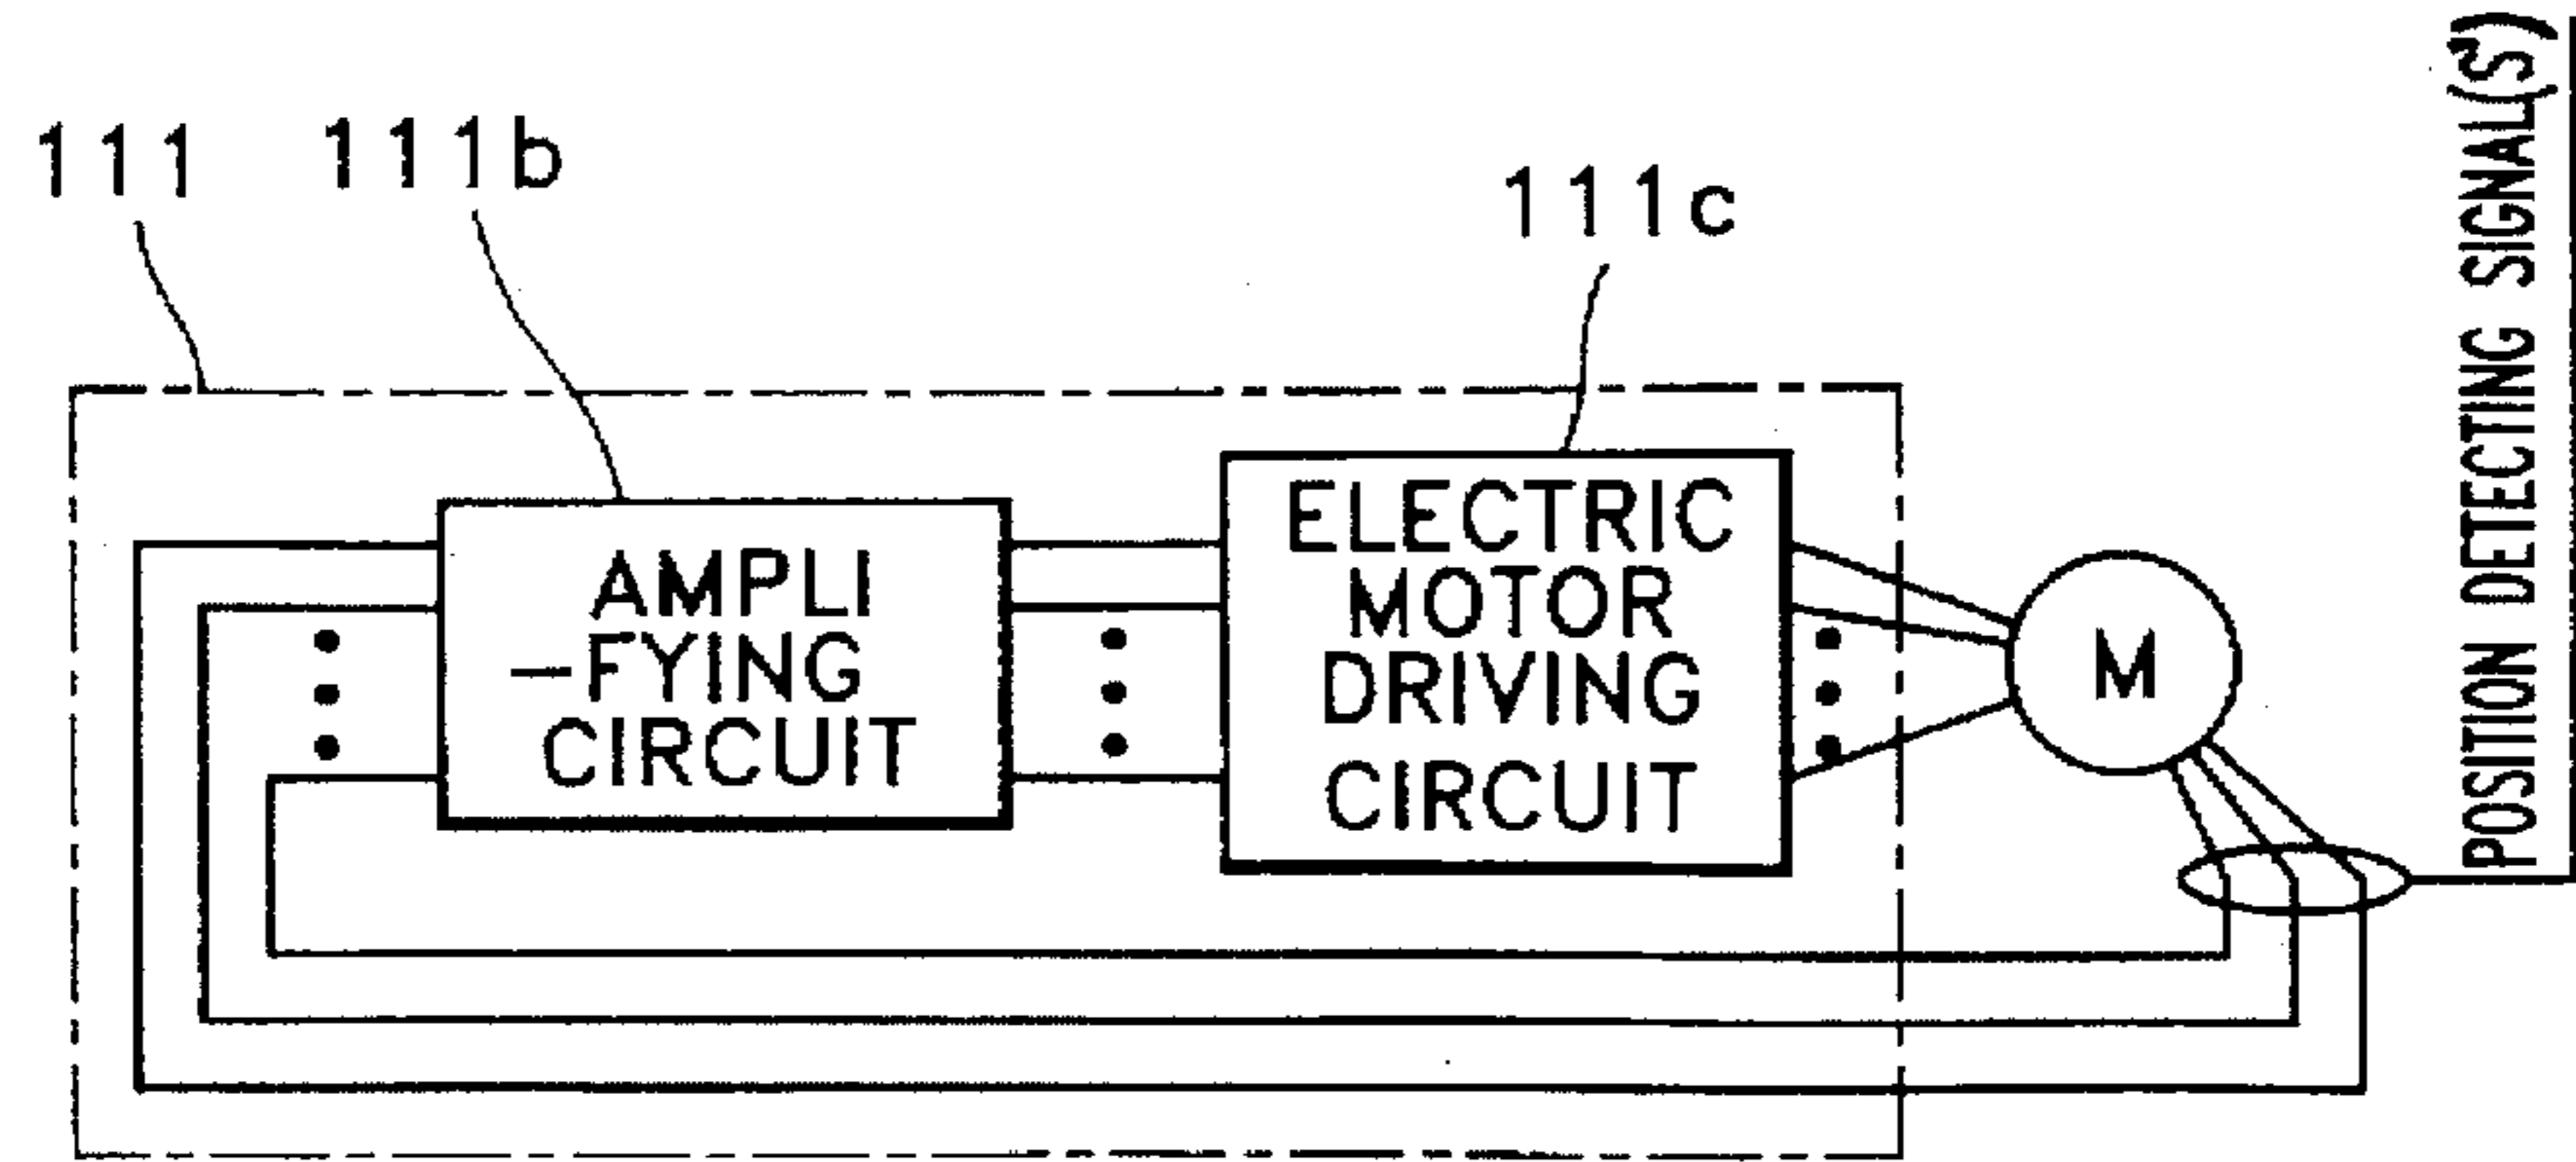 111
111b
111c
AMPLI
-FYING
CIRCUIT
ELECTRIC
MOTOR
DRIVING
CIRCUIT
M
POSITION DETECTING SIGNAL(S)